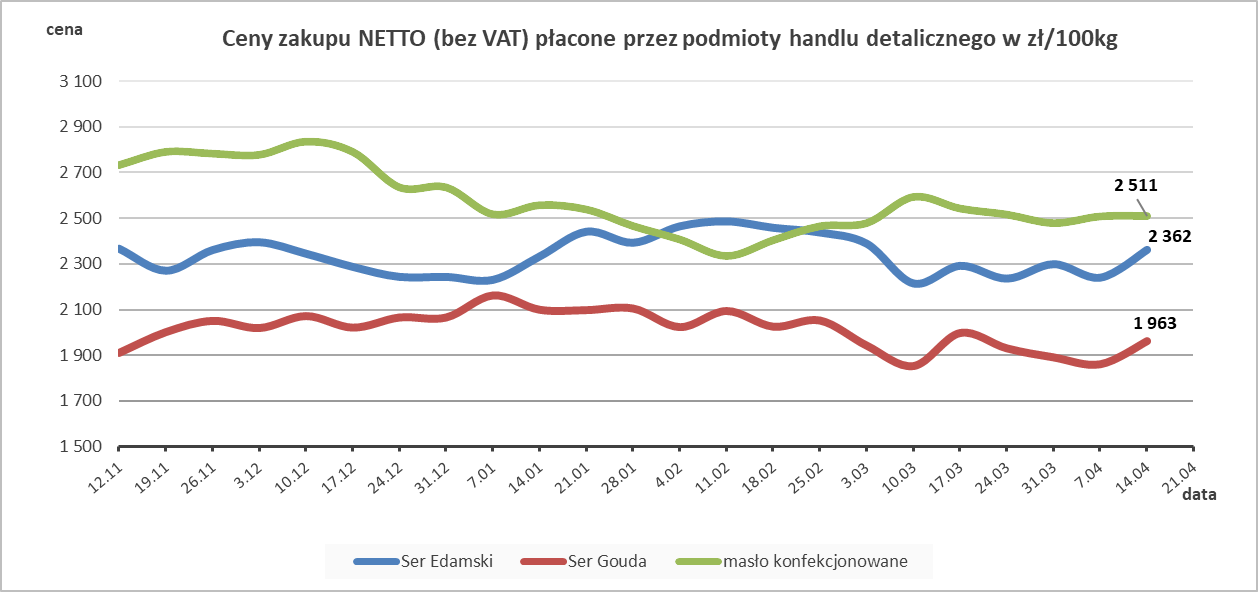 cena
Ceny zakupu NETTO (bez VAT) płacone przez podmioty handlu detalicznego w zł/100kg
3 100
2 900
2 700
2 500
2 300
2 100
1 900
1 700
1 500
2 511
2 362
1 963
12.11 19.11 26.11 3.12 10.12 17.12 24.12 31.12 7.01 14.01 21.01 28.01 4.02 11.02 18.02 25.02 3.03 10.03 17.03 24.03 31.03 7.04 14.04 21.04
data
Ser Edamski Ser Gouda masło konfekcjonowane